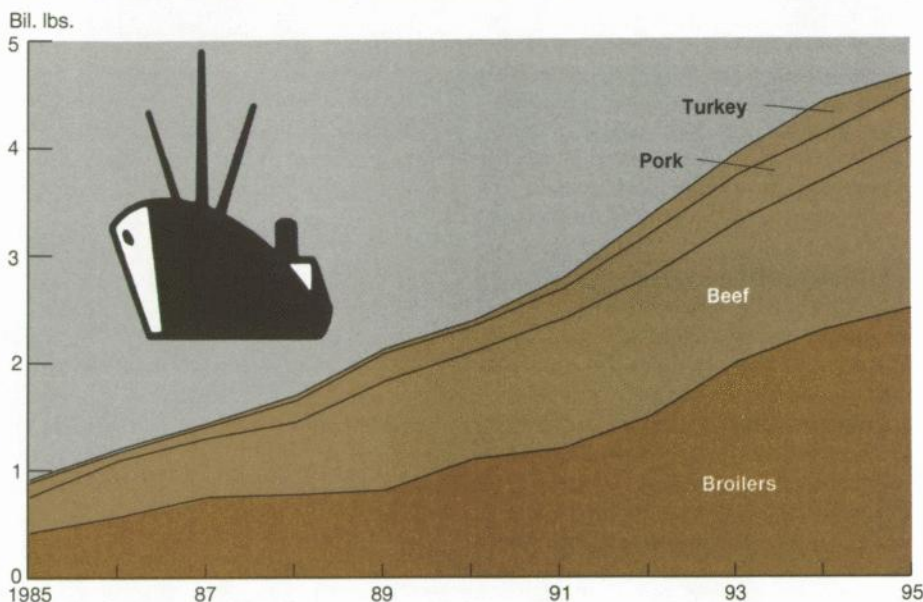 Bil. lbs.
5
4
3
2
1
0
Turkey
Pork
Beef
Broilers
1985 87 89 91 93 95